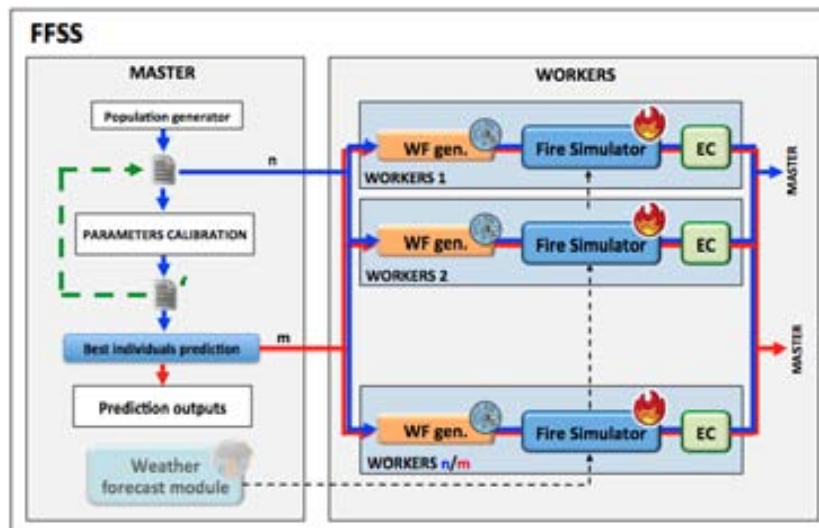 FFSS
MASTER
Population generator
n
PARAMETERS CALIBRATION
‘
Best individuals prediction
m
Prediction outputs
Weather
forecast module
WORKERS
WF gen.
Fire Simulator
EC
WORKERS 1
WF gen.
Fire Simulator
EC
WORKERS 2
WF gen.
Fire Simulator
EC
WORKERS n/m
MASTER
MASTER